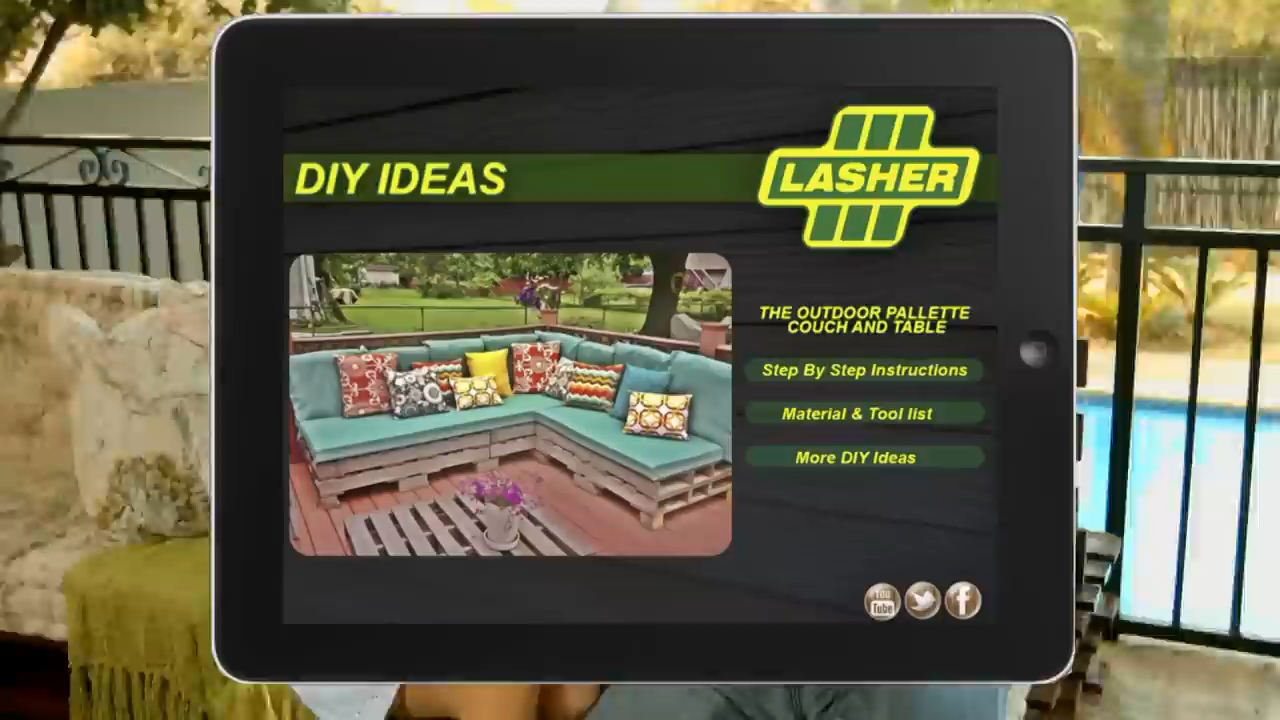 DIY IDEAS
LASHER
THE OUTDOOR PALLETTE
COUCH AND TABLE
Step By Step Instructions
Material & Tool list
More DIY Ideas
You
Tube